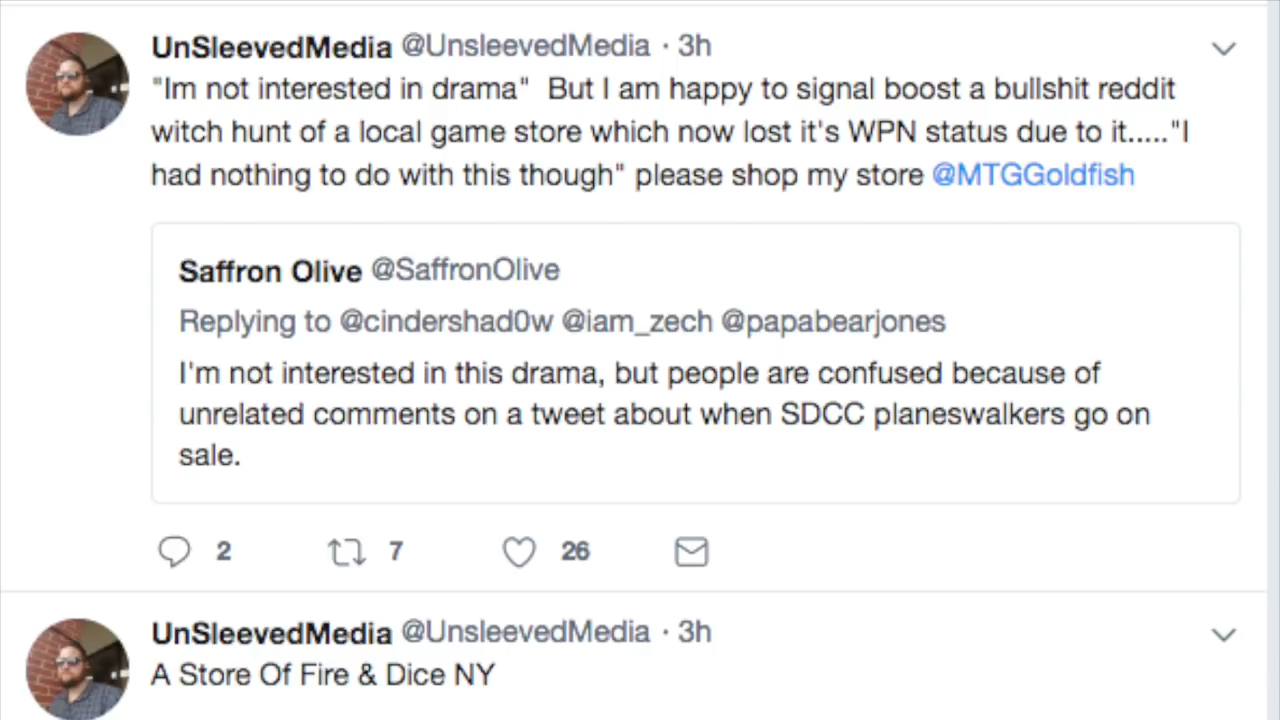 UnSleevedMedia @UnsleevedMedia · 3h
"Im not interested in drama"  But I am happy to signal boost a bullshit reddit
witch hunt of a local game store which now lost it's WPN status due to it....."I
had nothing to do with this though" please shop my store @MTGGoldfish
Saffron Olive @SaffronOlive
Replying to @cindershad0w @iam_zech @papabearjones
I'm not interested in this drama, but people are confused because of
unrelated comments on a tweet about when SDCC planeswalkers go on
sale.
2 7 26
UnSleevedMedia @UnsleevedMedia · 3h
A Store Of Fire & Dice NY